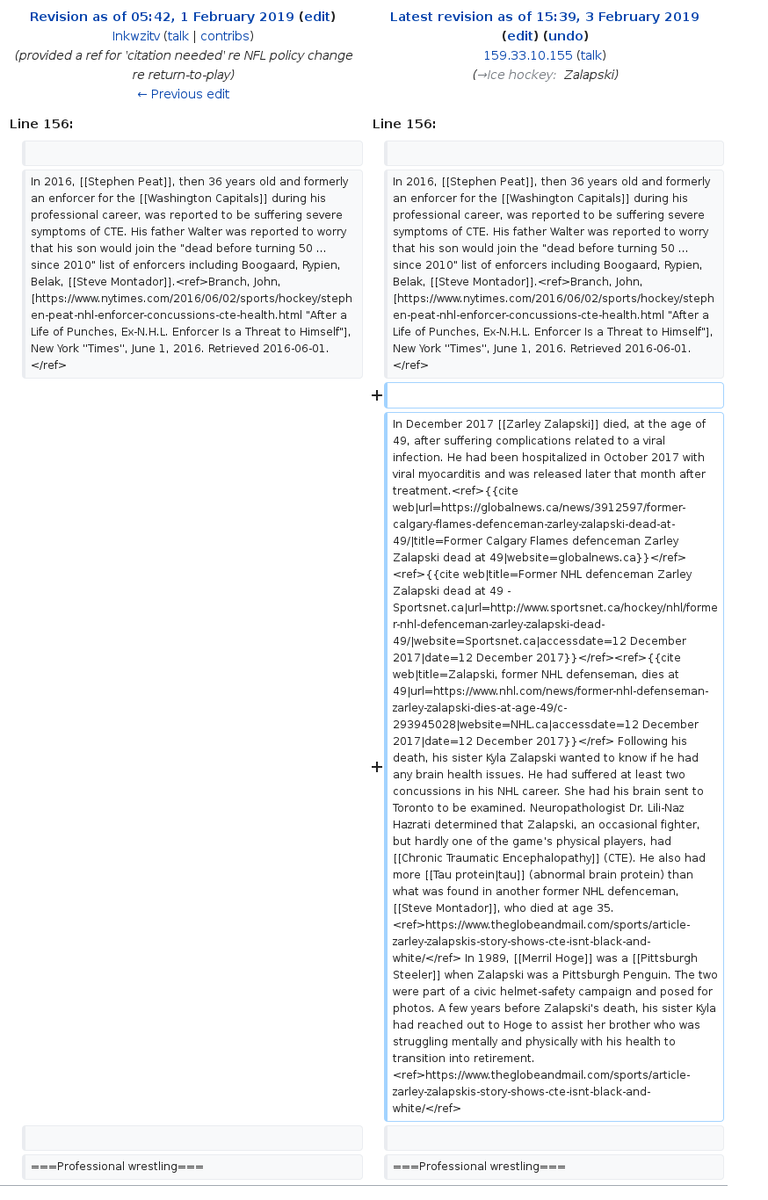 Revision as of 05:42, 1 February 2019 (edit)
Inkwzitv (talk | contribs)
(provided a ref for 'citation needed' re NFL policy change
re return-to-play)
← Previous edit
Latest revision as of 15:39, 3 February 2019
(edit) (undo)
159.33.10.155 (talk)
(→Ice hockey: Zalapski)
Line 156:
Line 156:
In 2016, [[Stephen Peat]], then 36 years old and formerly
an enforcer for the [[Washington Capitals]] during his
professional career, was reported to be suffering severe
symptoms of CTE. His father Walter was reported to worry
that his son would join the "dead before turning 50 ...
since 2010" list of enforcers including Boogaard, Rypien,
Belak, [[Steve Montador]].<ref>Branch, John,
[https://www.nytimes.com/2016/06/02/sports/hockey/steph
en-peat-nhl-enforcer-concussions-cte-health.html "After a
Life of Punches, Ex-N.H.L. Enforcer Is a Threat to Himself"],
New York ''Times'', June 1, 2016. Retrieved 2016-06-01.
</ref>
In 2016, [[Stephen Peat]], then 36 years old and formerly
an enforcer for the [[Washington Capitals]] during his
professional career, was reported to be suffering severe
symptoms of CTE. His father Walter was reported to worry
that his son would join the "dead before turning 50 ...
since 2010" list of enforcers including Boogaard, Rypien,
Belak, [[Steve Montador]].<ref>Branch, John,
[https://www.nytimes.com/2016/06/02/sports/hockey/steph
en-peat-nhl-enforcer-concussions-cte-health.html "After a
Life of Punches, Ex-N.H.L. Enforcer Is a Threat to Himself"],
New York ''Times'', June 1, 2016. Retrieved 2016-06-01.
</ref>
+
+
In December 2017 [[Zarley Zalapski]] died, at the age of
49, after suffering complications related to a viral
infection. He had been hospitalized in October 2017 with
viral myocarditis and was released later that month after
treatment.<ref>{{cite
web|url=https://globalnews.ca/news/3912597/former-
calgary-flames-defenceman-zarley-zalapski-dead-at-
49/|title=Former Calgary Flames defenceman Zarley
Zalapski dead at 49|website=globalnews.ca}}</ref>
<ref>{{cite web|title=Former NHL defenceman Zarley
Zalapski dead at 49 -
Sportsnet.ca|url=http://www.sportsnet.ca/hockey/nhl/forme
r-nhl-defenceman-zarley-zalapski-dead-
49/|website=Sportsnet.ca|accessdate=12 December
2017|date=12 December 2017}}</ref><ref>{{cite
web|title=Zalapski, former NHL defenseman, dies at
49|url=https://www.nhl.com/news/former-nhl-defenseman-
zarley-zalapski-dies-at-age-49/c-
293945028|website=NHL.ca|accessdate=12 December
2017|date=12 December 2017}}</ref> Following his
death, his sister Kyla Zalapski wanted to know if he had
any brain health issues. He had suffered at least two
concussions in his NHL career. She had his brain sent to
Toronto to be examined. Neuropathologist Dr. Lili-Naz
Hazrati determined that Zalapski, an occasional fighter,
but hardly one of the game's physical players, had
[[Chronic Traumatic Encephalopathy]] (CTE). He also had
more [[Tau protein|tau]] (abnormal brain protein) than
what was found in another former NHL defenceman,
[[Steve Montador]], who died at age 35.
<ref>https://www.theglobeandmail.com/sports/article-
zarley-zalapskis-story-shows-cte-isnt-black-and-
white/</ref> In 1989, [[Merril Hoge]] was a [[Pittsburgh
Steeler]] when Zalapski was a Pittsburgh Penguin. The two
were part of a civic helmet-safety campaign and posed for
photos. A few years before Zalapski's death, his sister Kyla
had reached out to Hoge to assist her brother who was
struggling mentally and physically with his health to
transition into retirement.
<ref>https://www.theglobeandmail.com/sports/article-
zarley-zalapskis-story-shows-cte-isnt-black-and-
white/</ref>
===Professional wrestling===
===Professional wrestling===